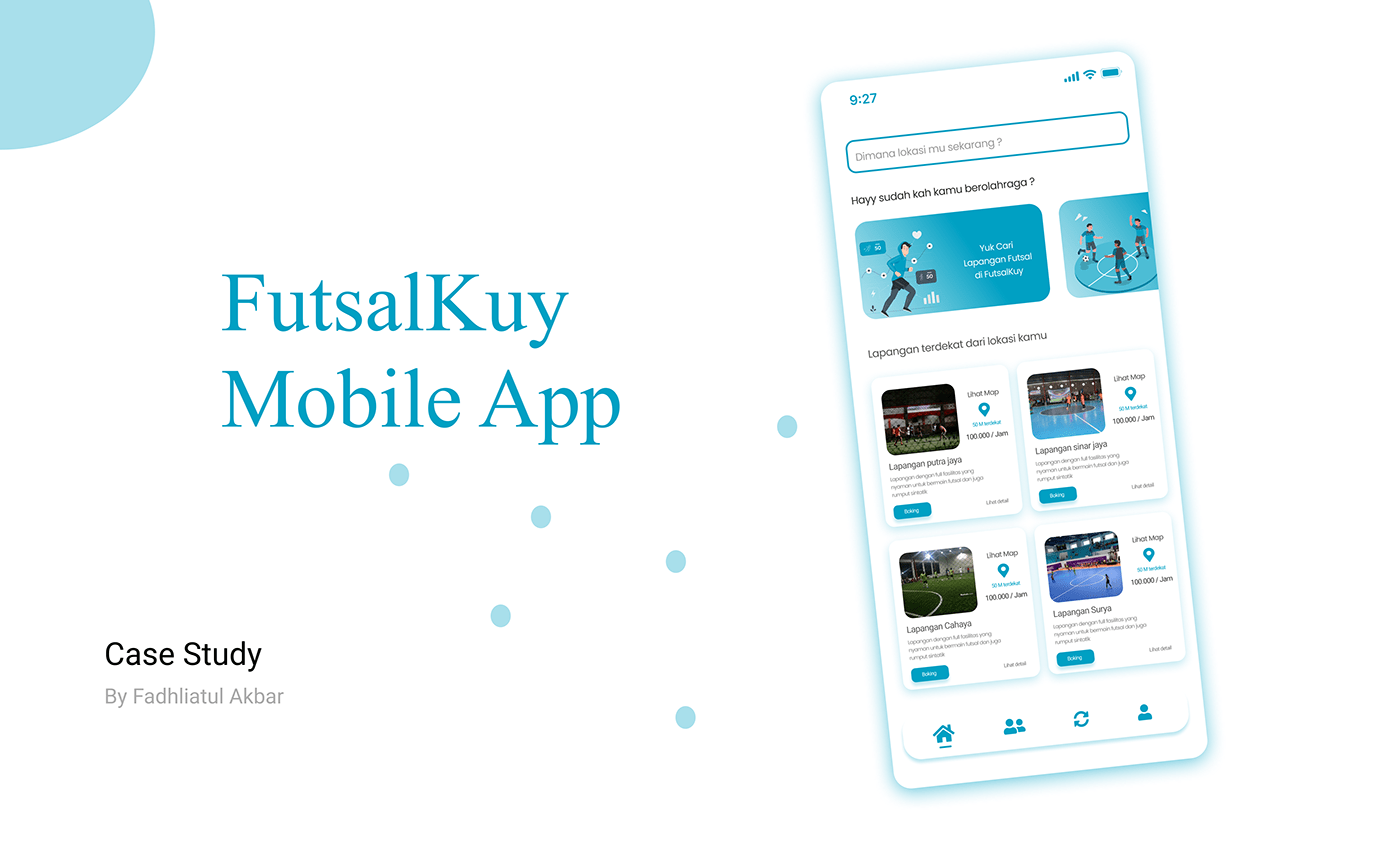 FutsalKuy
Mobile App
Case Study
By Fadhliatul Akbar
9:27
Dimana lokasi mu sekarang ?
Hayy sudah kah kamu berolahraga ?
50
50
Yuk Cari
Lapangan Futsal
di FutsalKuy
Lapangan terdekat dari lokasi kamu
Lihat Map
50 M terdekat
100.000 / Jam
Lapangan putra jaya
Lapangan dengan full fasilitas yang
nyaman untuk bermain futsal dan juga
rumput sintatik
Boking
Lihat detail
Lihat Map
50 M terdekat
100.000 / Jam
Lapangan sinar jaya
Lapangan dengan full fasilitas yang
nyaman untuk bermain futsal dan juga
rumput sintatik
Boking
Lihat detail
Lihat Map
50 M terdekat
100.000 / Jam
Lapangan Cahaya
Lapangan dengan full fasilitas yang
nyaman untuk bermain futsal dan juga
rumput sintatik
Boking
Lihat detail
Lihat Map
50 M terdekat
100.000 / Jam
Lapangan Surya
Lapangan dengan full fasilitas yang
nyaman untuk bermain futsal dan juga
rumput sintatik
Boking
Lihat detail